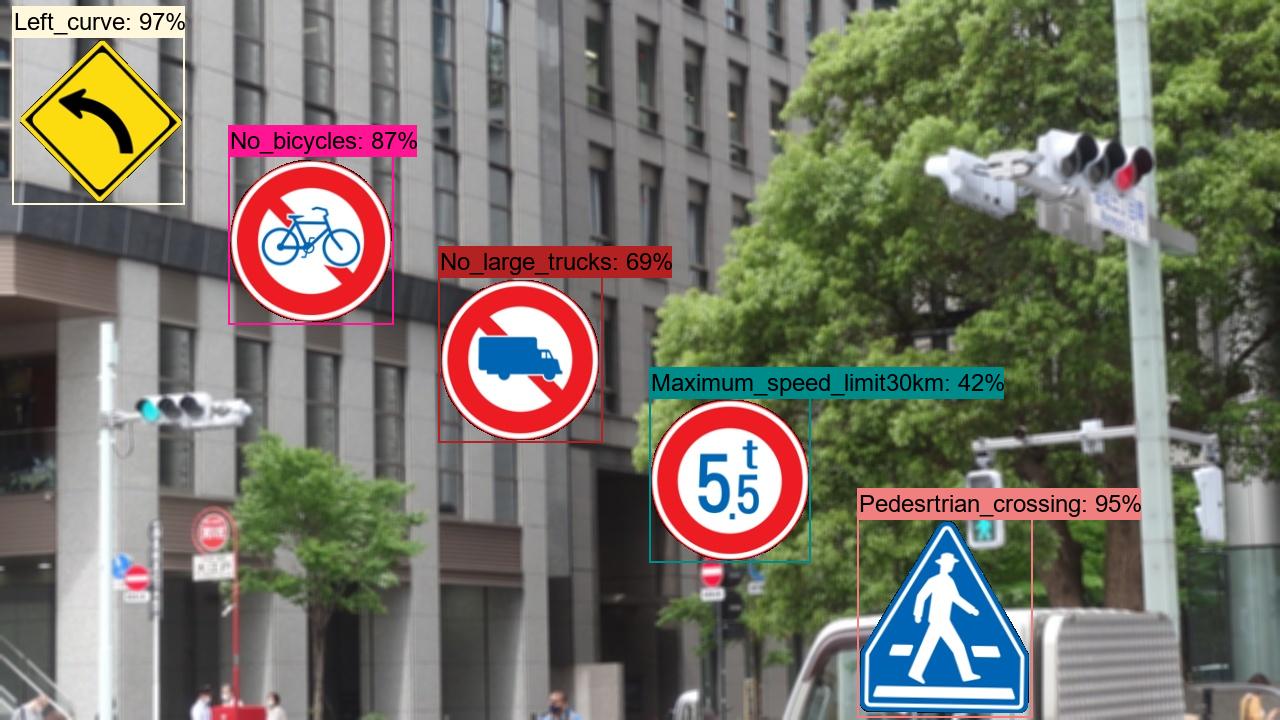 Left_curve: 97%
No_bicycles: 87%
No_large_trucks: 69%
Maximum_speed_limit30km: 42%
t
5.5
Pedesrtrian_crossing: 95%